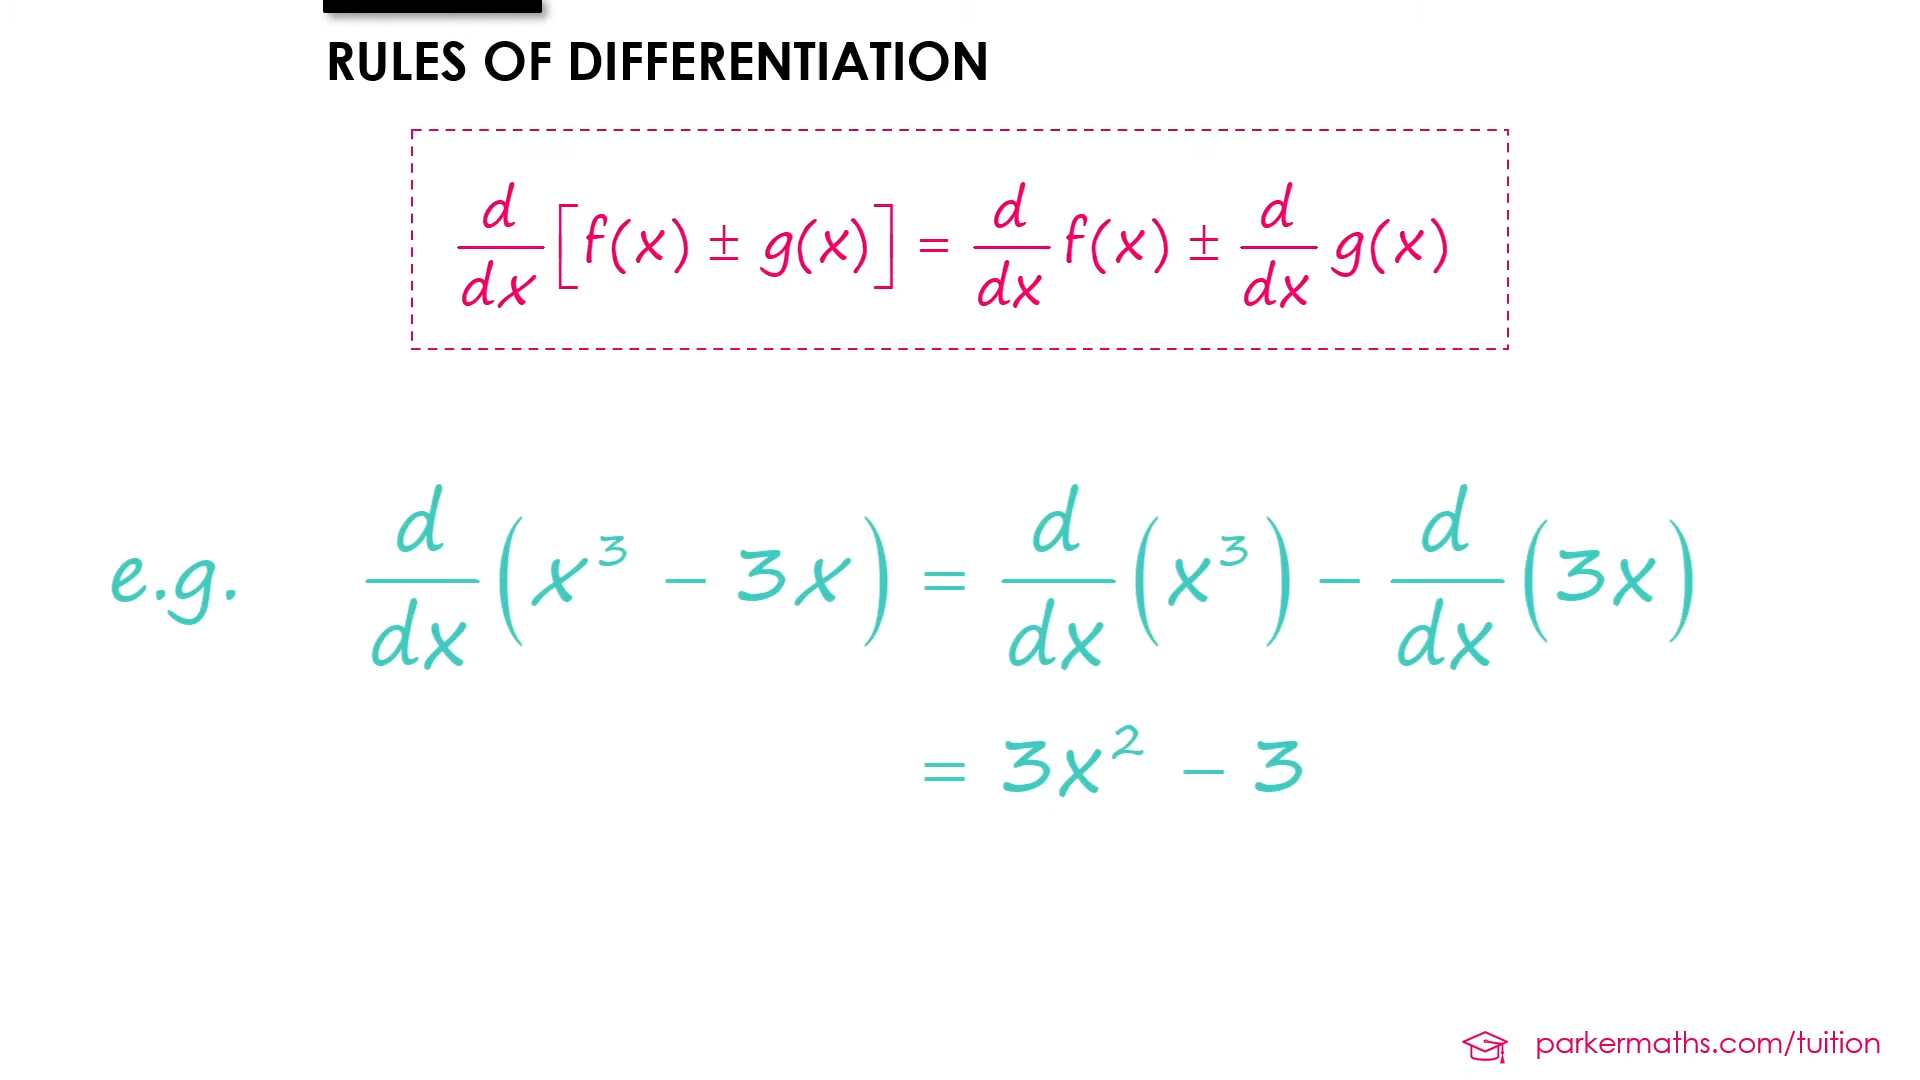 RULES OF DIFFERENTIATION
d/dx [f(x) ± g(x)] = d/dx f(x) ± d/dx g(x)
e.g. d/dx (x³ − 3x) = d/dx (x³) − d/dx (3x)
= 3x² − 3
parkermaths.com/tuition